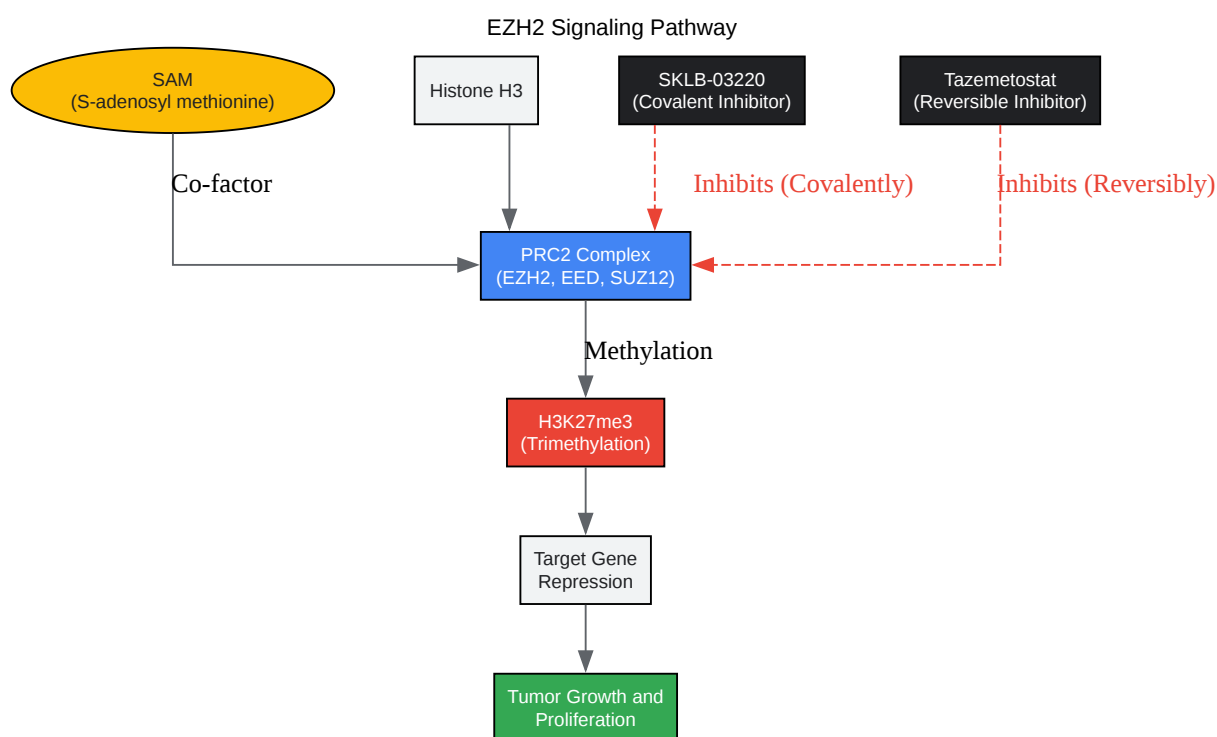 EZH2 Signaling Pathway
SAM
(S-adenosyl methionine)
Histone H3
SKLB-03220
(Covalent Inhibitor)
Tazemetostat
(Reversible Inhibitor)
Co-factor
Inhibits (Covalently)
Inhibits (Reversibly)
PRC2 Complex
(EZH2, EED, SUZ12)
Methylation
H3K27me3
(Trimethylation)
Target Gene
Repression
Tumor Growth and
Proliferation